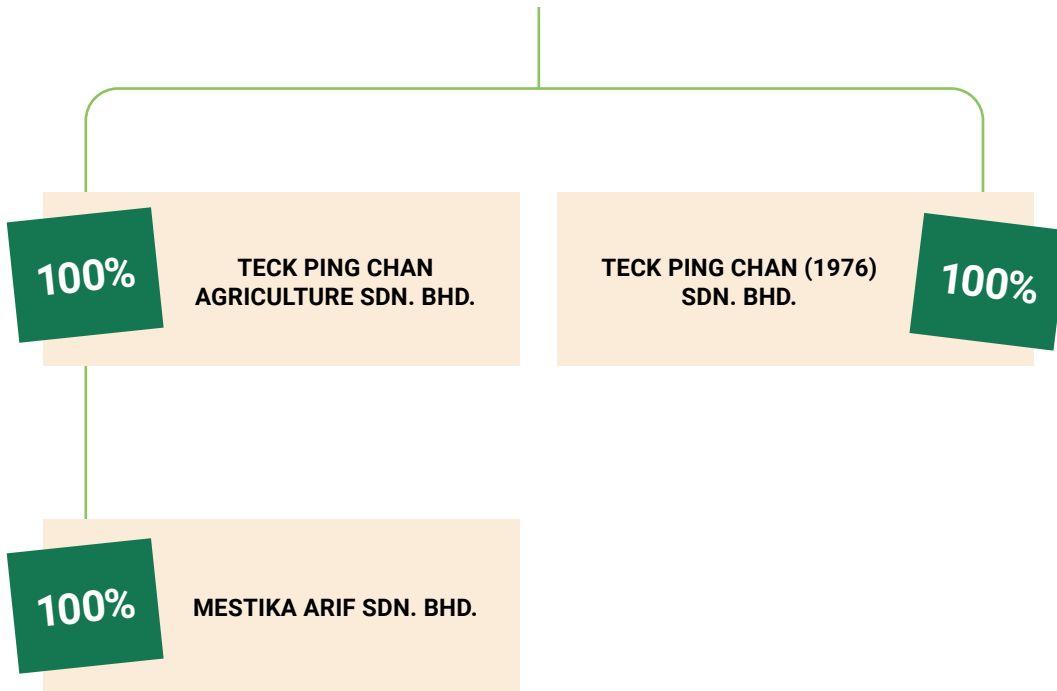 100%
TECK PING CHAN
AGRICULTURE SDN. BHD.
TECK PING CHAN (1976)
SDN. BHD.
100%
100%
MESTIKA ARIF SDN. BHD.